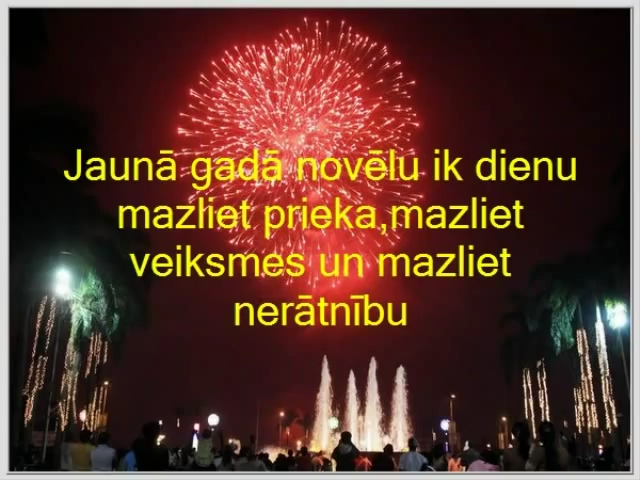 Jaunā gadā novēlu ik dienu
mazliet prieka,mazliet
veiksmes un mazliet
nerātnību